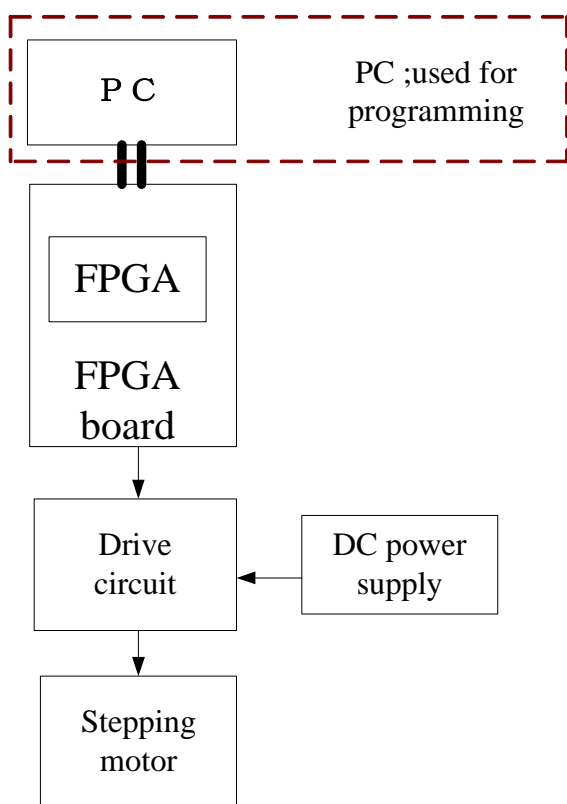 P C
PC ;used for
programming
FPGA
FPGA
board
Drive
circuit
DC power
supply
Stepping
motor